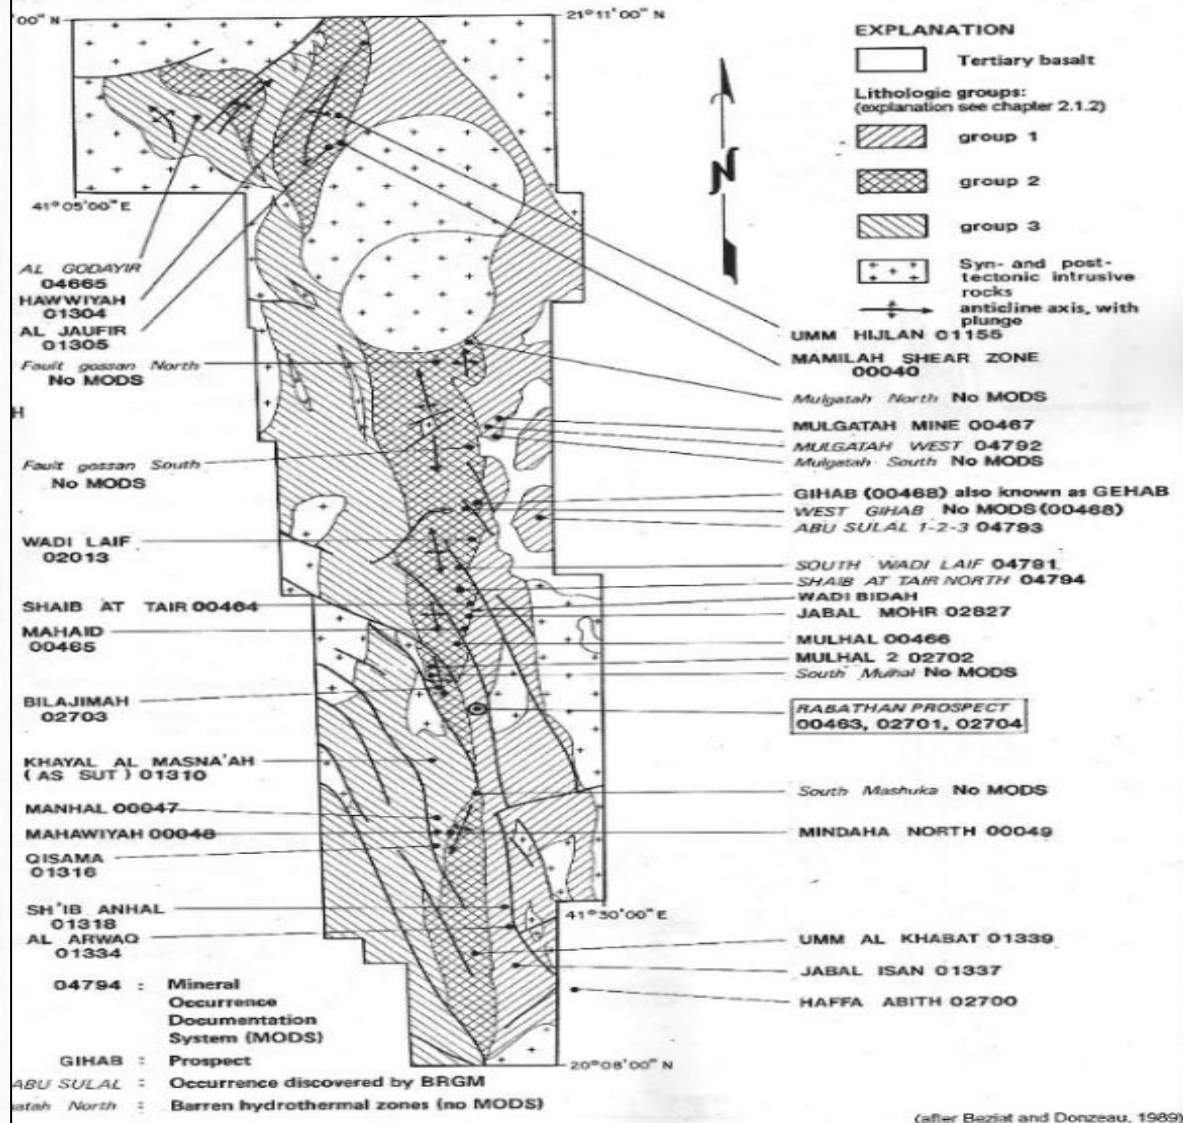 00" N
21°11'00" N
EXPLANATION
Tertiary basalt
Lithologic groups:
(explanation see chapter 2.1.2)
group 1
group 2
group 3
Syn- and post-
tectonic intrusive
rocks
anticline axis, with
plunge
N
41°05'00" E
AL GODAYIR
04665
HAWWIYAH
01304
AL JAUFIR
01305
Fault gossan North
No MODS
H
Fault gossan South
No MODS
WADI LAIF
02013
SHAIB AT TAIR 00464
MAHAID
00465
BILAJIMAH
02703
KHAYAL AL MASNA'AH
(AS SUT) 01310
MANHAL 00047
MAHAWIYAH 00048
QISAMA
01316
SH'IB ANHAL
01318
AL ARWAQ
01334
UMM HIJLAN 01155
MAMILAH SHEAR ZONE
00040
Mulgatah North No MODS
MULGATAH MINE 00467
MULGATAH WEST 04792
Mulgatah South No MODS
GIHAB (00468) also known as GEHAB
WEST GIHAB No MODS (00468)
ABU SULAL 1-2-3 04793
SOUTH WADI LAIF 04791
SHAIB AT TAIR NORTH 04794
WADI BIDAH
JABAL MOHR 02827
MULHAL 00466
MULHAL 2 02702
South Mulhal No MODS
RABATHAN PROSPECT
00463, 02701, 02704
South Mashuka No MODS
MINDAHA NORTH 00049
41°30'00" E
UMM AL KHABAT 01339
JABAL ISAN 01337
HAFFA ABITH 02700
20°08'00" N
04794 : Mineral
Occurrence
Documentation
System (MODS)
GIHAB : Prospect
ABU SULAL : Occurrence discovered by BRGM
atah North : Barren hydrothermal zones (no MODS)
(after Beziat and Donzeau, 1989)